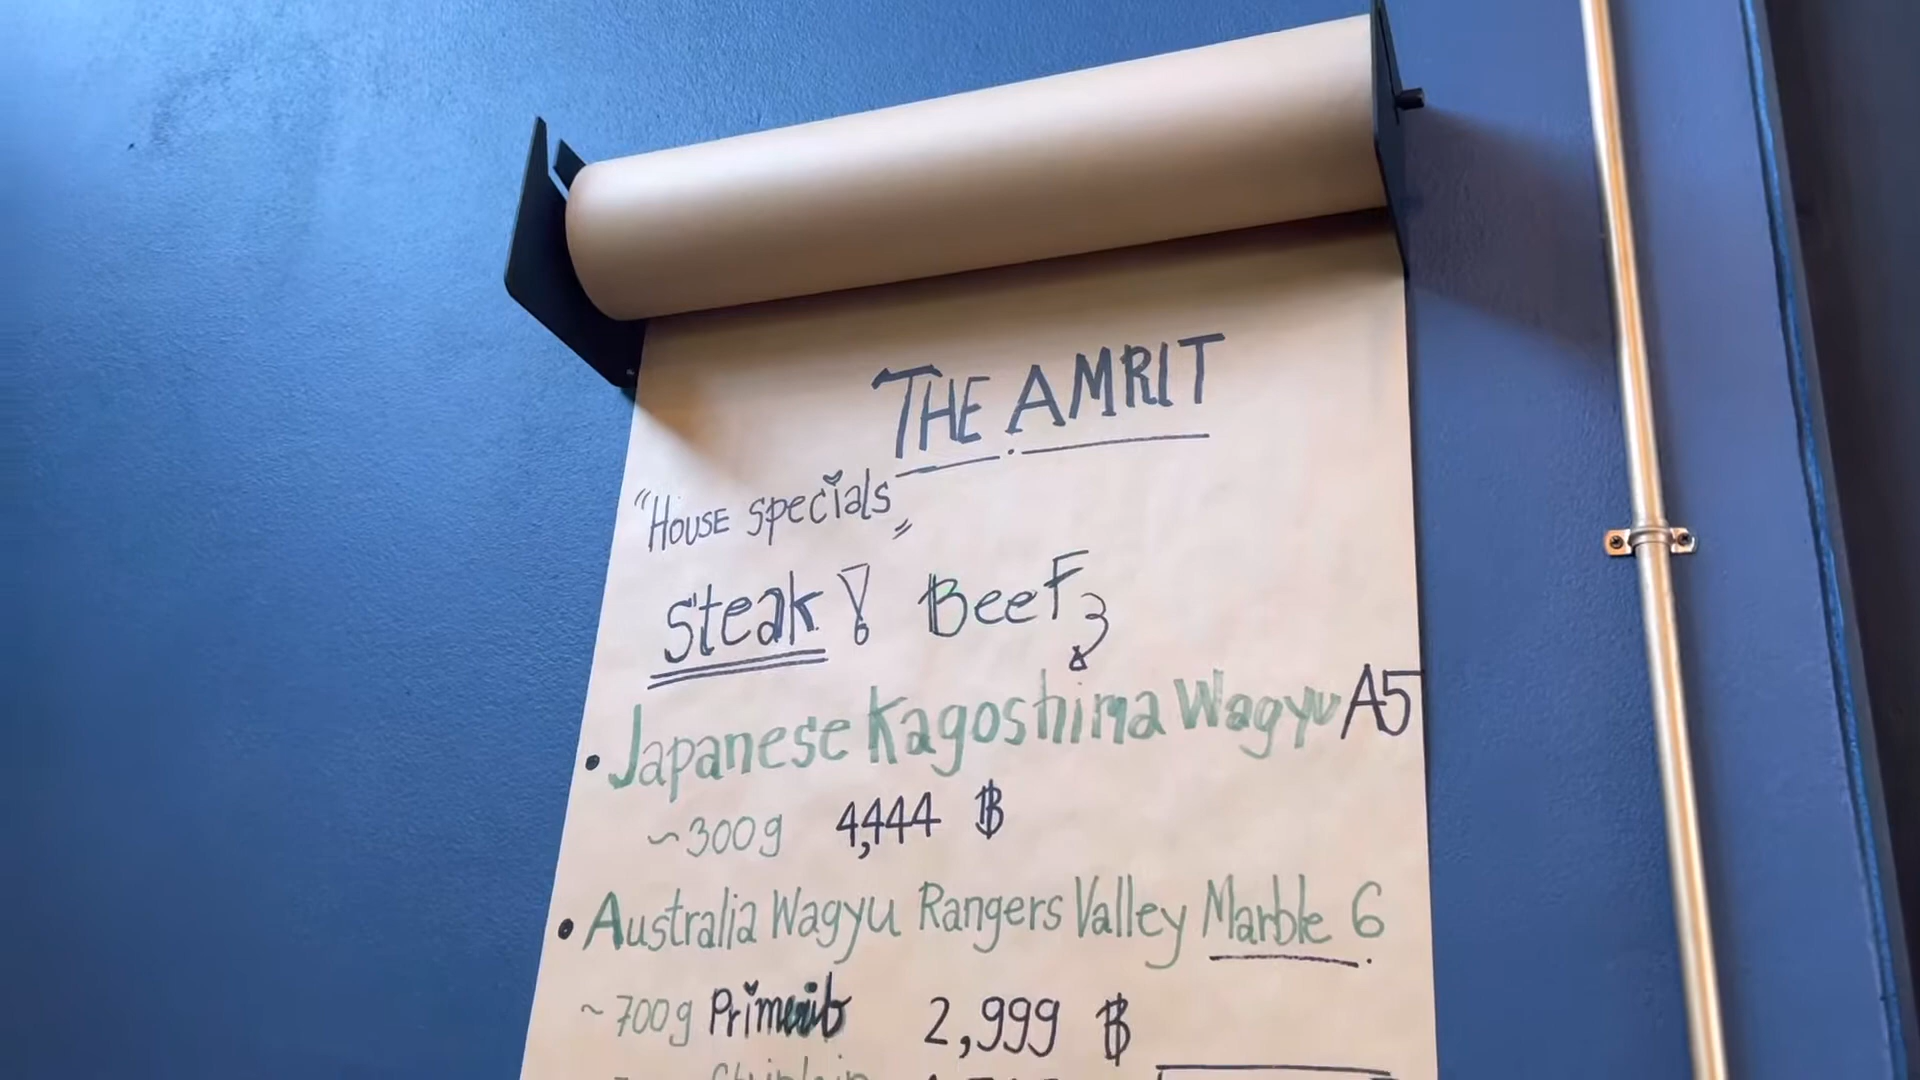 THE AMRIT
"House specials"
Steak! Beef
• Japanese Kagoshima Wagyu A5
~300g 4,444 ฿
• Australia Wagyu Rangers Valley Marble 6
~700g Primerib 2,999 ฿